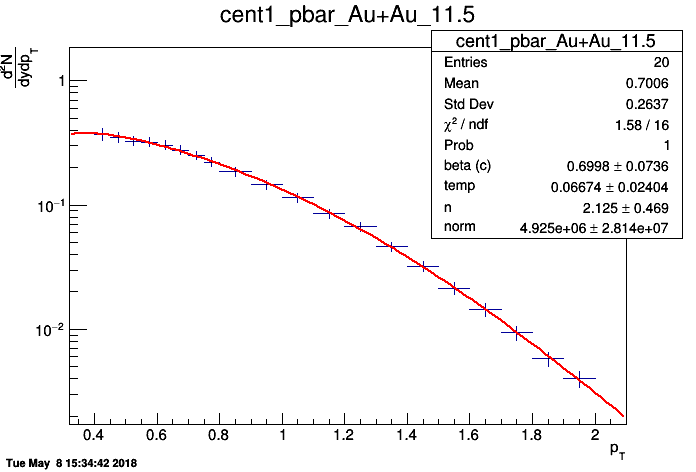 cent1_pbar_Au+Au_11.5
d²N
dydp_T
cent1_pbar_Au+Au_11.5
Entries 20
Mean 0.7006
Std Dev 0.2637
χ² / ndf 1.58 / 16
Prob 1
beta (c) 0.6998 ± 0.0736
temp 0.06674 ± 0.02404
n 2.125 ± 0.469
norm 4.925e+06 ± 2.814e+07
1
10⁻¹
10⁻²
0.4 0.6 0.8 1 1.2 1.4 1.6 1.8 2
p_T
Tue May 8 15:34:42 2018